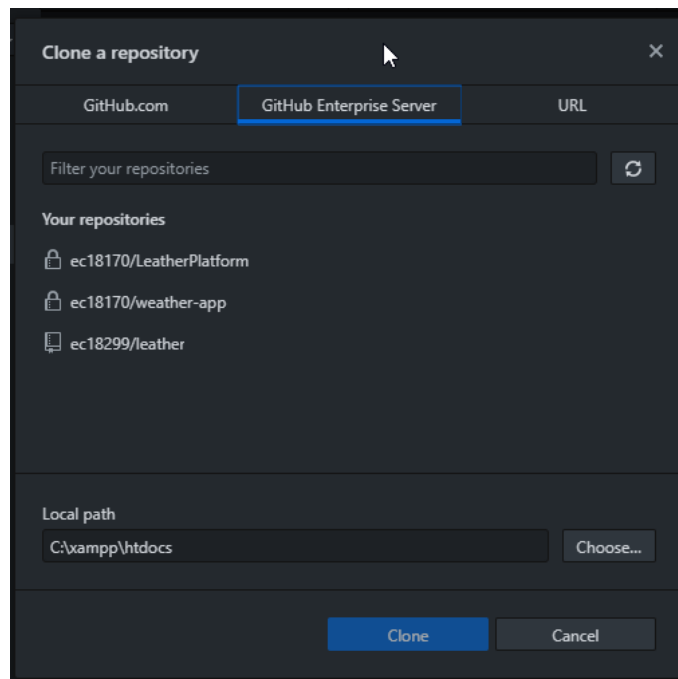 Clone a repository
GitHub.com GitHub Enterprise Server URL
Filter your repositories
Your repositories
ec18170/LeatherPlatform
ec18170/weather-app
ec18299/leather
Local path
C:\xampp\htdocs Choose...
Clone Cancel